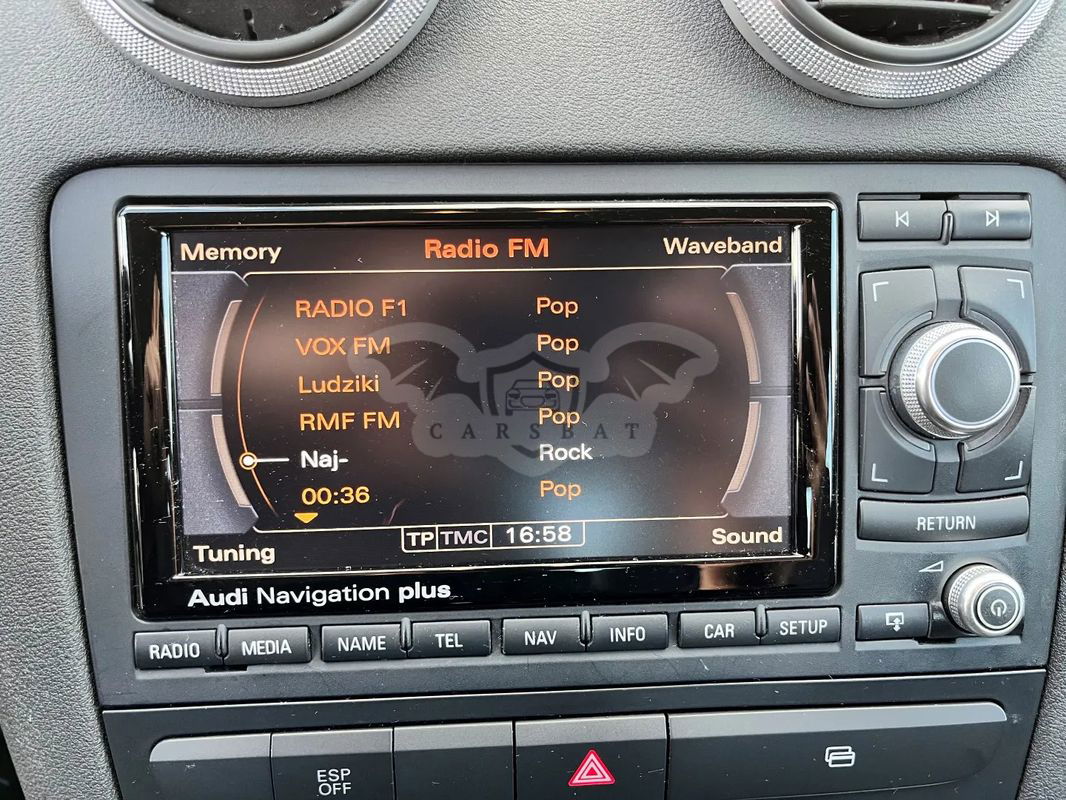 Memory Radio FM Waveband
RADIO F1 Pop
VOX FM Pop
Ludziki Pop
RMF FM Pop
CARSBAT
Naj- Rock
00:36 Pop
Tuning TP TMC 16:58 Sound
Audi Navigation plus
RETURN
RADIO MEDIA NAME TEL NAV INFO CAR SETUP
ESP
OFF